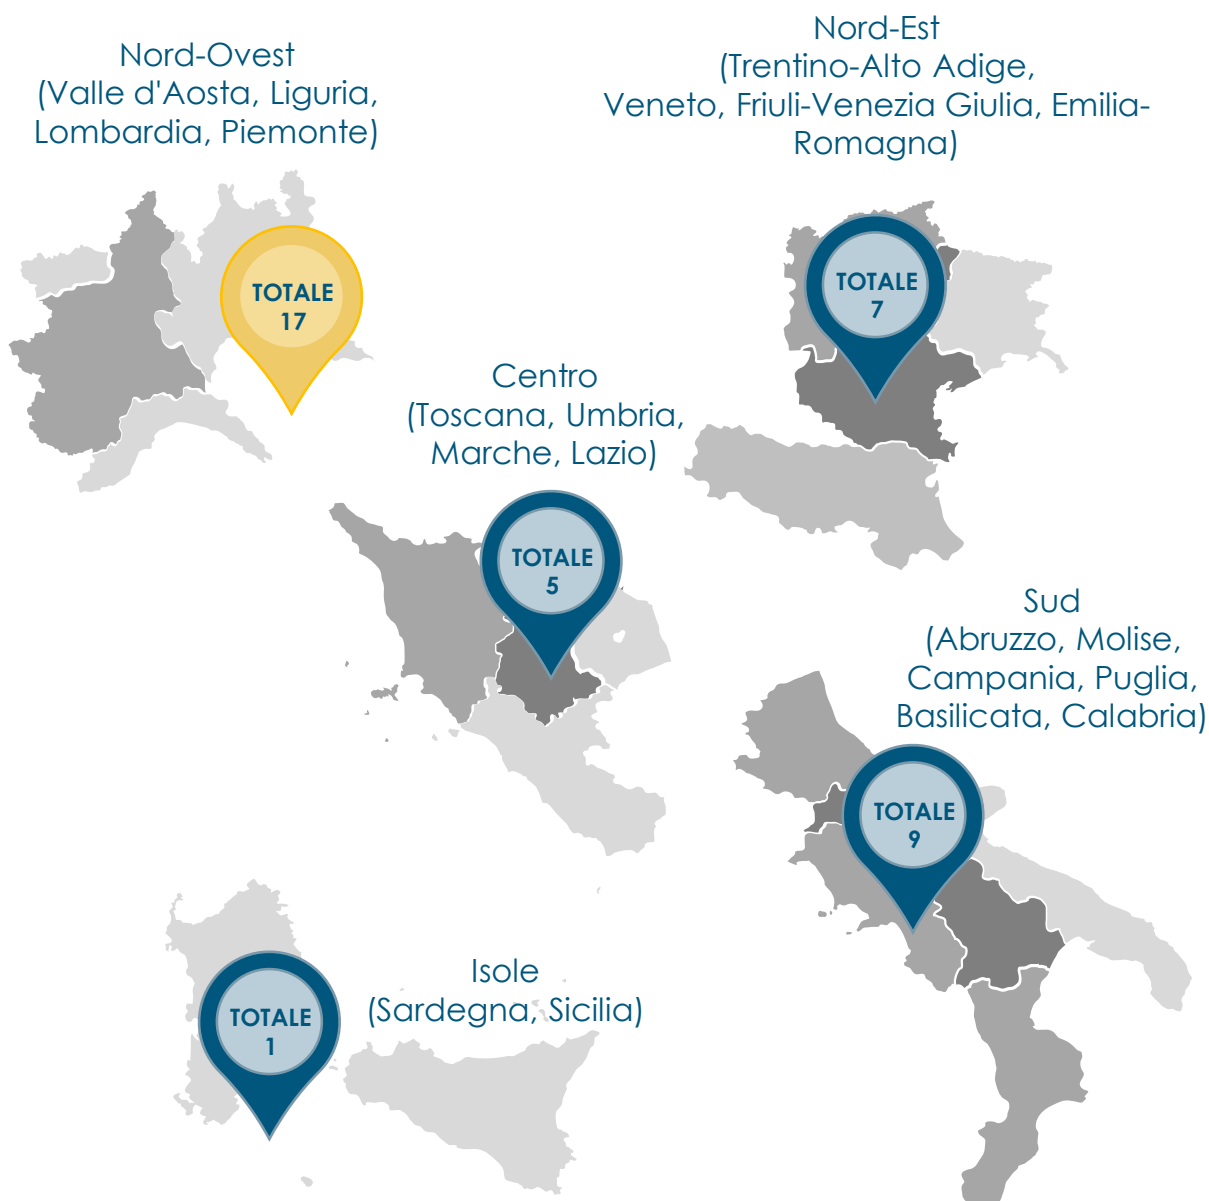 Nord-Ovest
(Valle d'Aosta, Liguria,
Lombardia, Piemonte)
TOTALE
17
Nord-Est
(Trentino-Alto Adige,
Veneto, Friuli-Venezia Giulia, Emilia-
Romagna)
TOTALE
7
Centro
(Toscana, Umbria,
Marche, Lazio)
TOTALE
5
Sud
(Abruzzo, Molise,
Campania, Puglia,
Basilicata, Calabria)
TOTALE
9
Isole
(Sardegna, Sicilia)
TOTALE
1